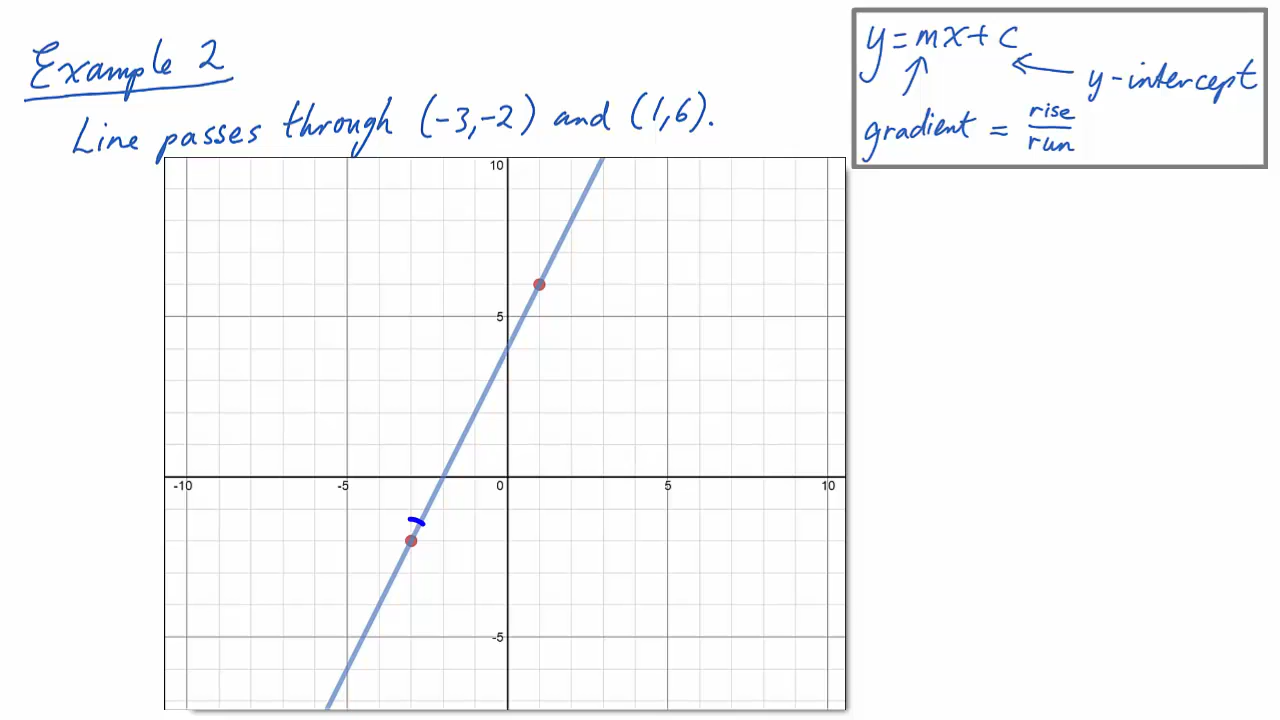 Example 2
Line passes through (-3,-2) and (1,6).
y = mx + c
y-intercept
gradient = rise/run
10
5
-10 -5 0 5 10
-5